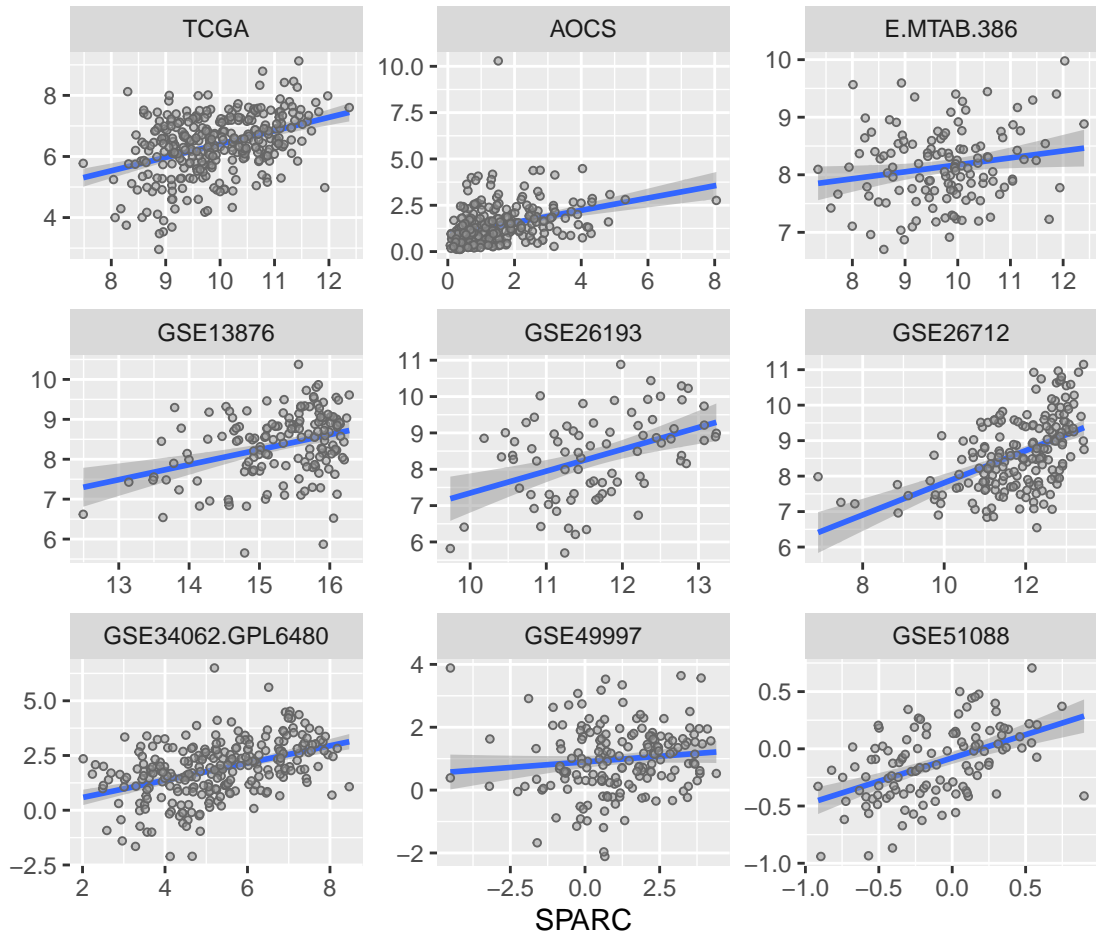 TCGA AOCS E.MTAB.386
8 6 4
8 9 10 11 12
10.0 7.5 5.0 2.5 0.0
0 2 4 6 8
10 9 8 7
8 9 10 11 12
GSE13876 GSE26193 GSE26712
10 9 8 7 6
13 14 15 16
11 10 9 8 7 6
10 11 12 13
11 10 9 8 7 6
8 10 12
GSE34062.GPL6480 GSE49997 GSE51088
5.0 2.5 0.0 −2.5
2 4 6 8
4 2 0 −2
−2.5 0.0 2.5
0.5 0.0 −0.5 −1.0
−1.0 −0.5 0.0 0.5
SPARC